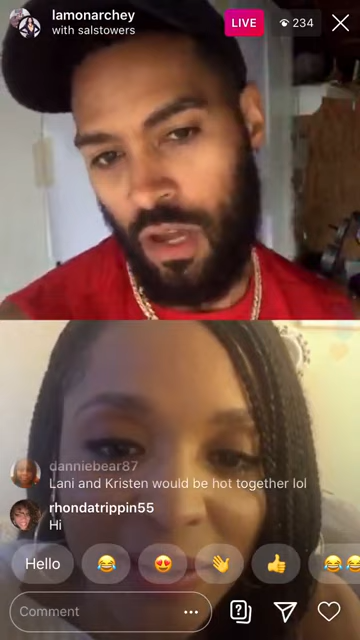 lamonarchey
with salstowers
LIVE
234
danniebear87
Lani and Kristen would be hot together lol
rhondatrippin55
Hi
Hello
Comment